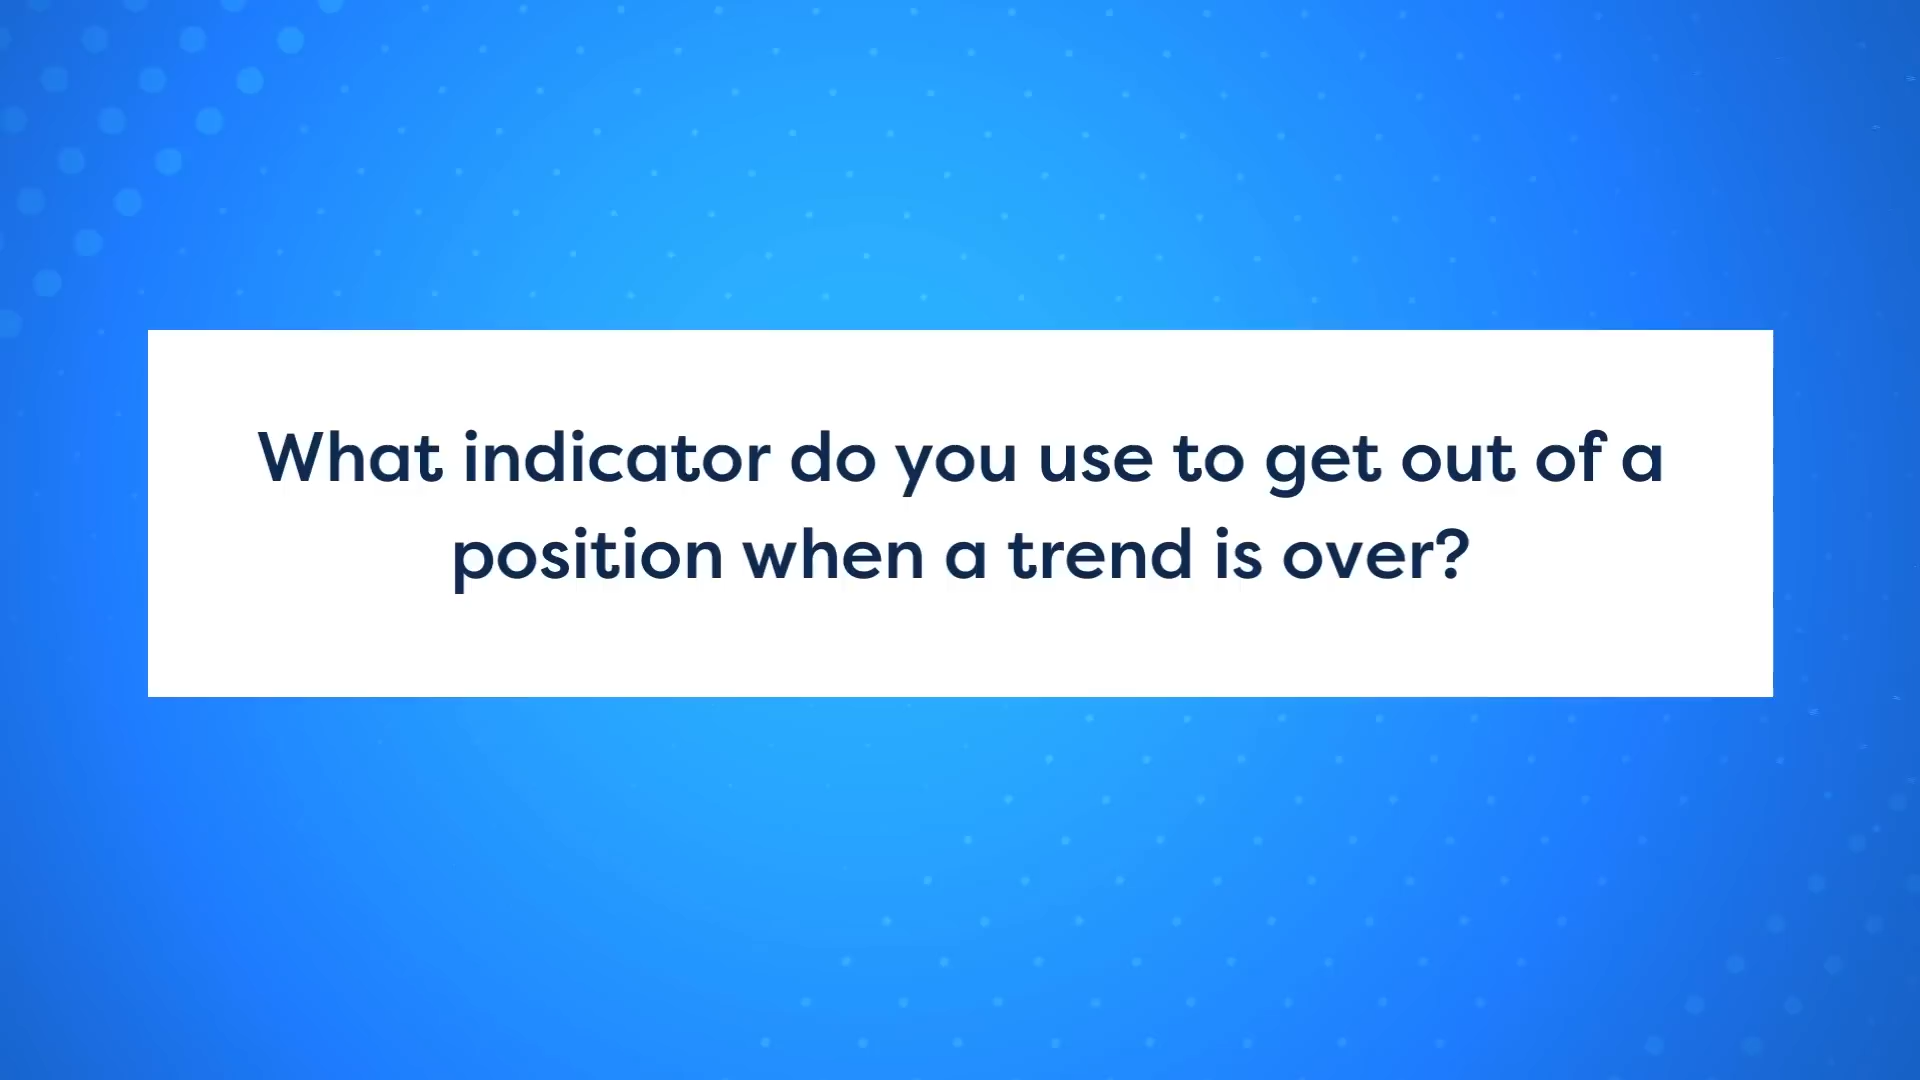 What indicator do you use to get out of a
position when a trend is over?